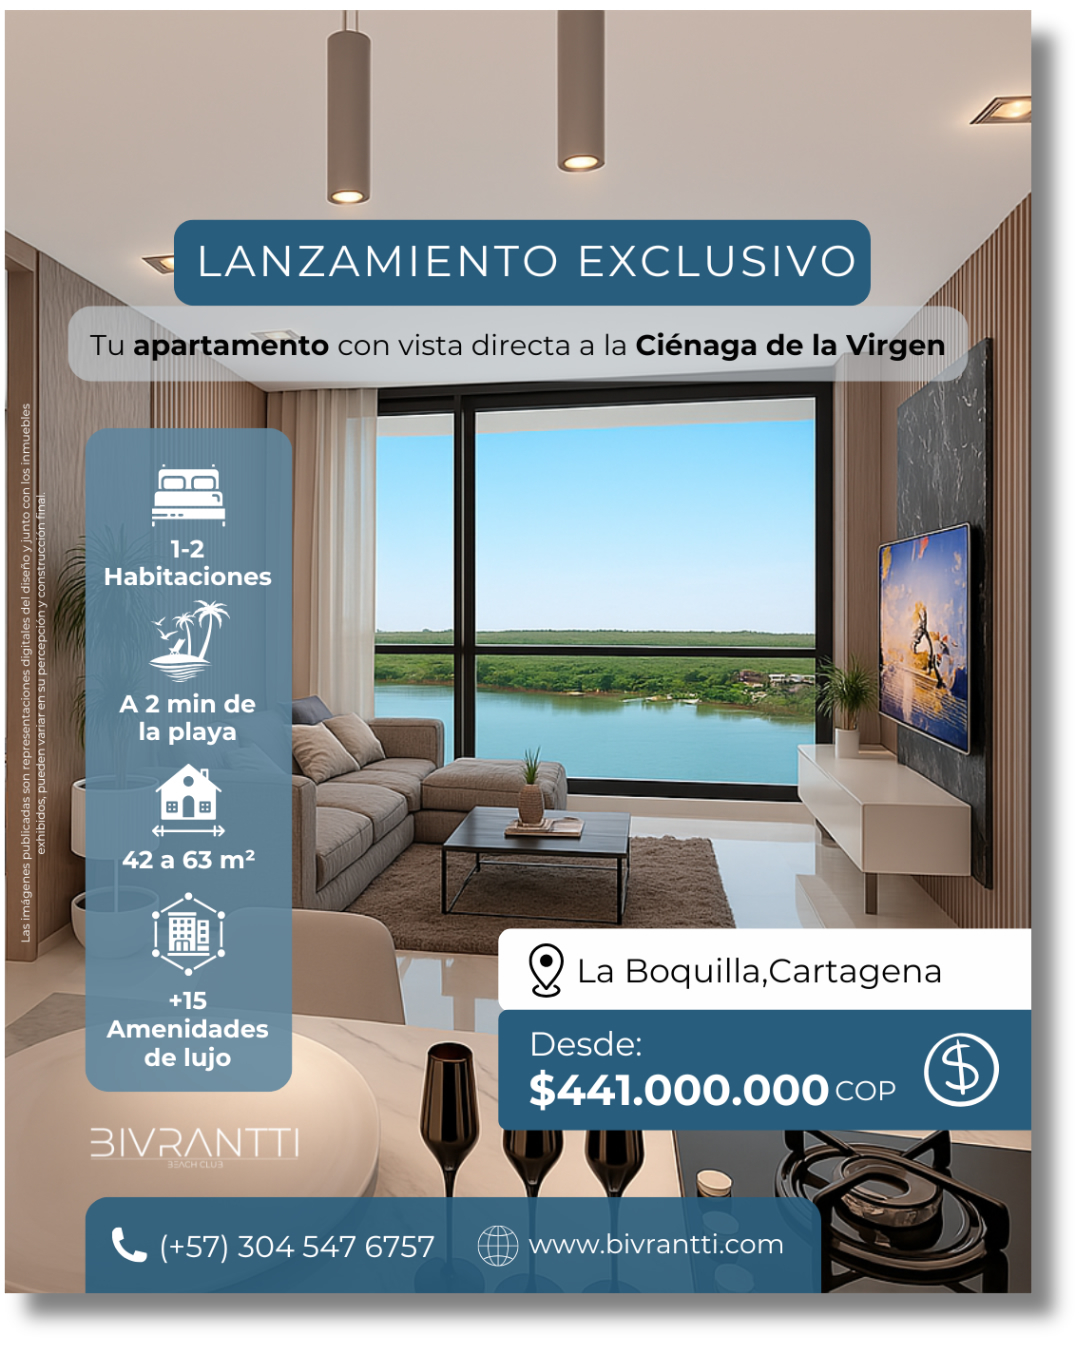 LANZAMIENTO EXCLUSIVO
Tu apartamento con vista directa a la Ciénaga de la Virgen
Las imágenes publicadas son representaciones digitales del diseño y junto con los inmuebles
exhibidos, pueden variar en su percepción y construcción final.
1-2
Habitaciones
A 2 min de
la playa
42 a 63 m²
+15
Amenidades
de lujo
La Boquilla,Cartagena
Desde:
$441.000.000 COP
BIVRANTTI
BEACH CLUB
(+57) 304 547 6757
www.bivrantti.com